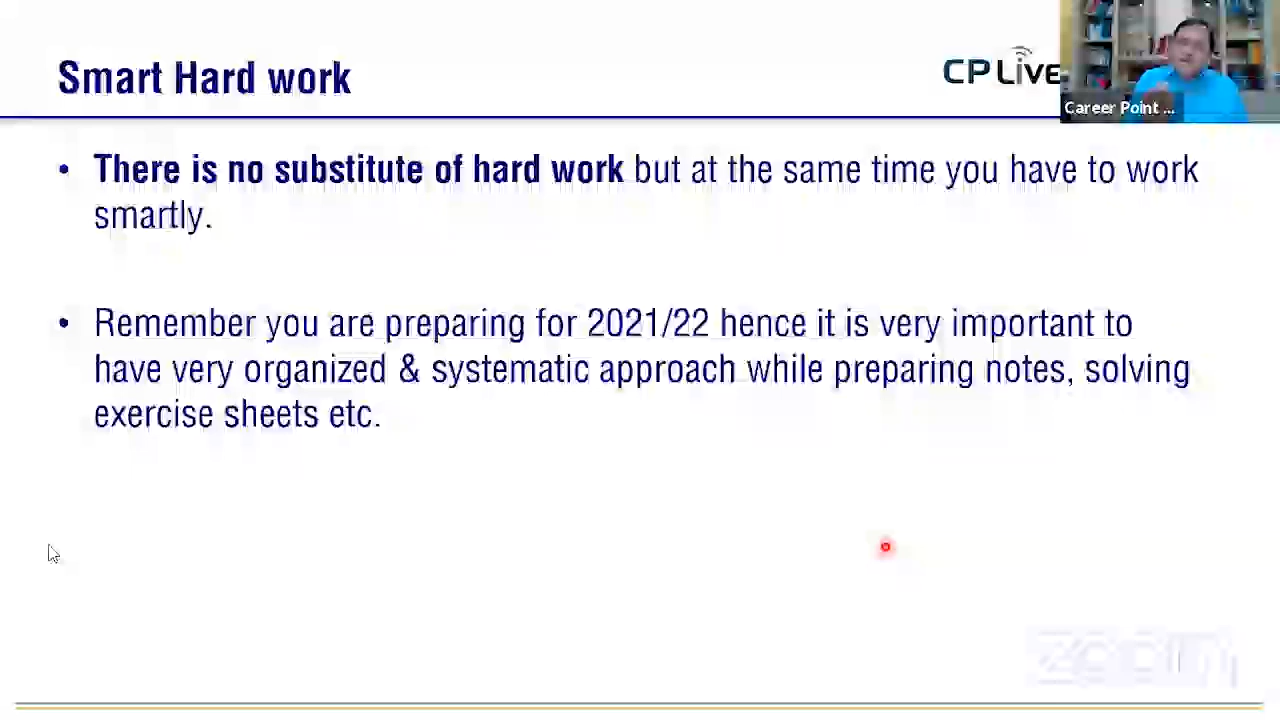 Smart Hard work
CP LIVE
Career Point ...
• There is no substitute of hard work but at the same time you have to work
smartly.
• Remember you are preparing for 2021/22 hence it is very important to
have very organized & systematic approach while preparing notes, solving
exercise sheets etc.
zoom